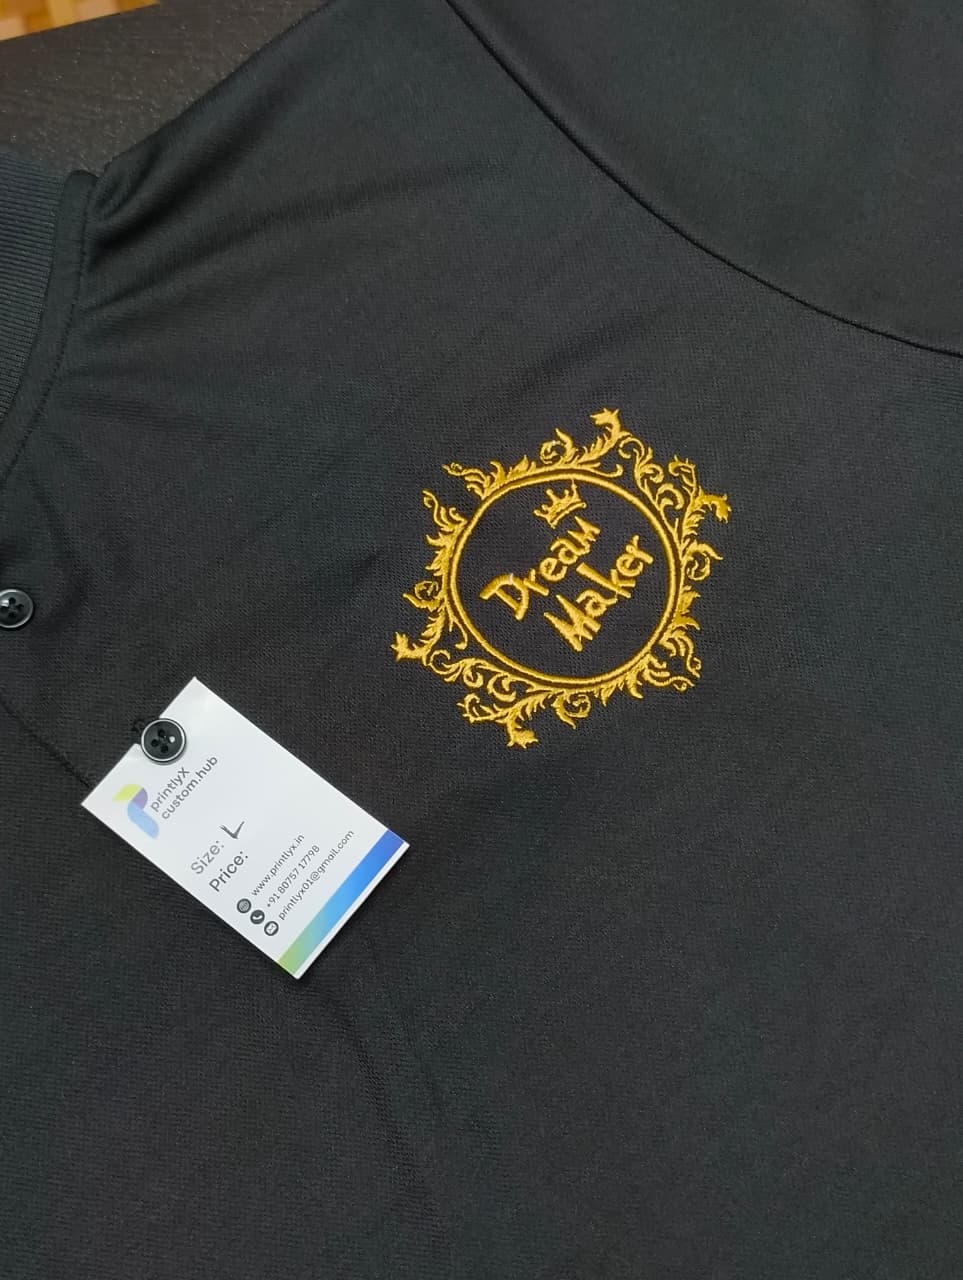 Dream
Maker
printlyX
custom.hub
Size: L
Price:
www.printlyx.in
+91 80757 17798
printlyx01@gmail.com